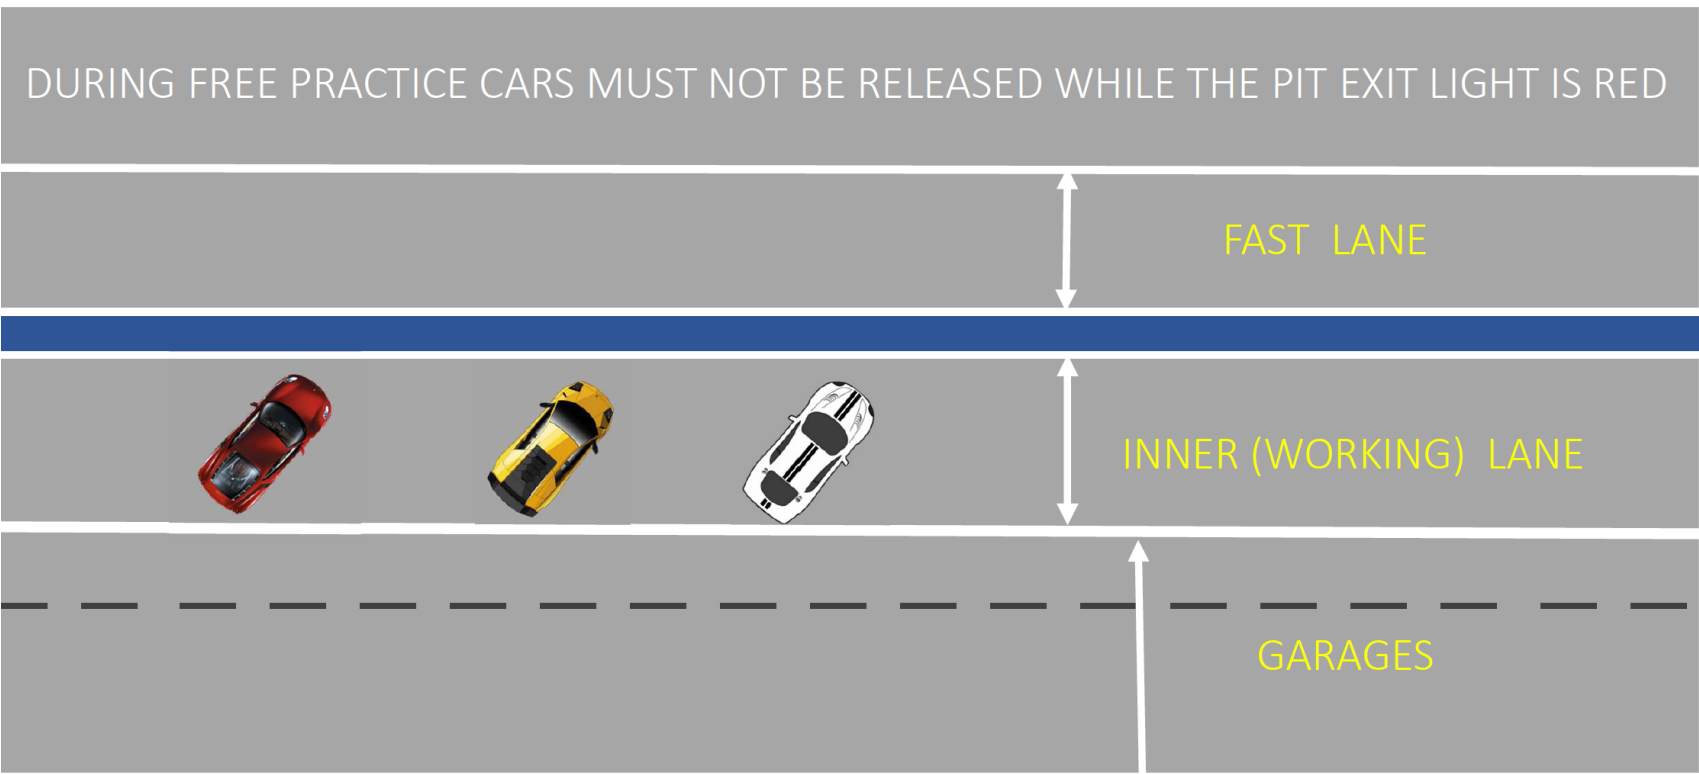 DURING FREE PRACTICE CARS MUST NOT BE RELEASED WHILE THE PIT EXIT LIGHT IS RED
FAST LANE
INNER (WORKING) LANE
GARAGES